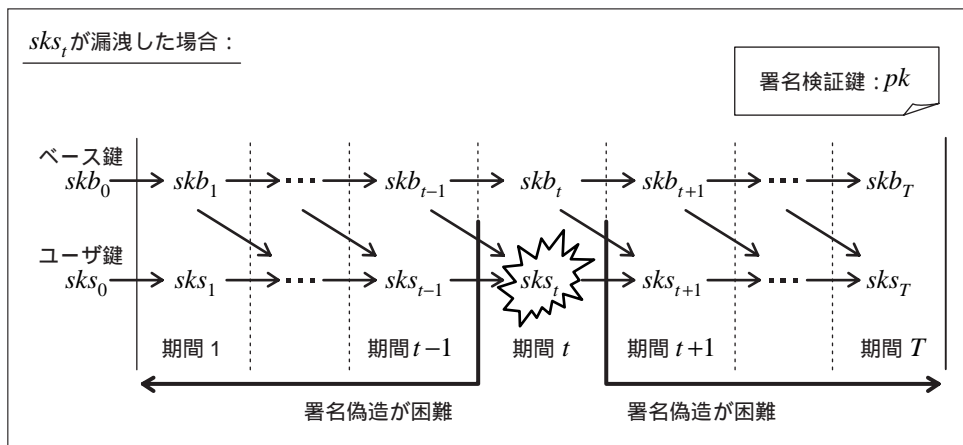 sks_tが漏洩した場合：
署名検証鍵：pk
ベース鍵
skb_0 skb_1 … skb_{t−1} skb_t skb_{t+1} … skb_T
ユーザ鍵
sks_0 sks_1 … sks_{t−1} sks_t sks_{t+1} … sks_T
期間 1 期間 t−1 期間 t 期間 t+1 期間 T
署名偽造が困難 署名偽造が困難